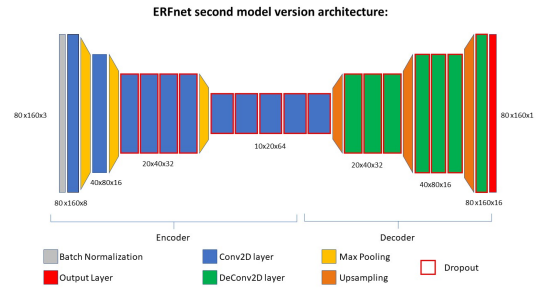 ERFnet second model version architecture:
80x160x3
80x160x1
10x20x64
20x40x32
20x40x32
40x80x16
40x80x16
80x160x8
80x160x16
Encoder
Decoder
Batch Normalization
Conv2D layer
Max Pooling
Dropout
Output Layer
DeConv2D layer
Upsampling